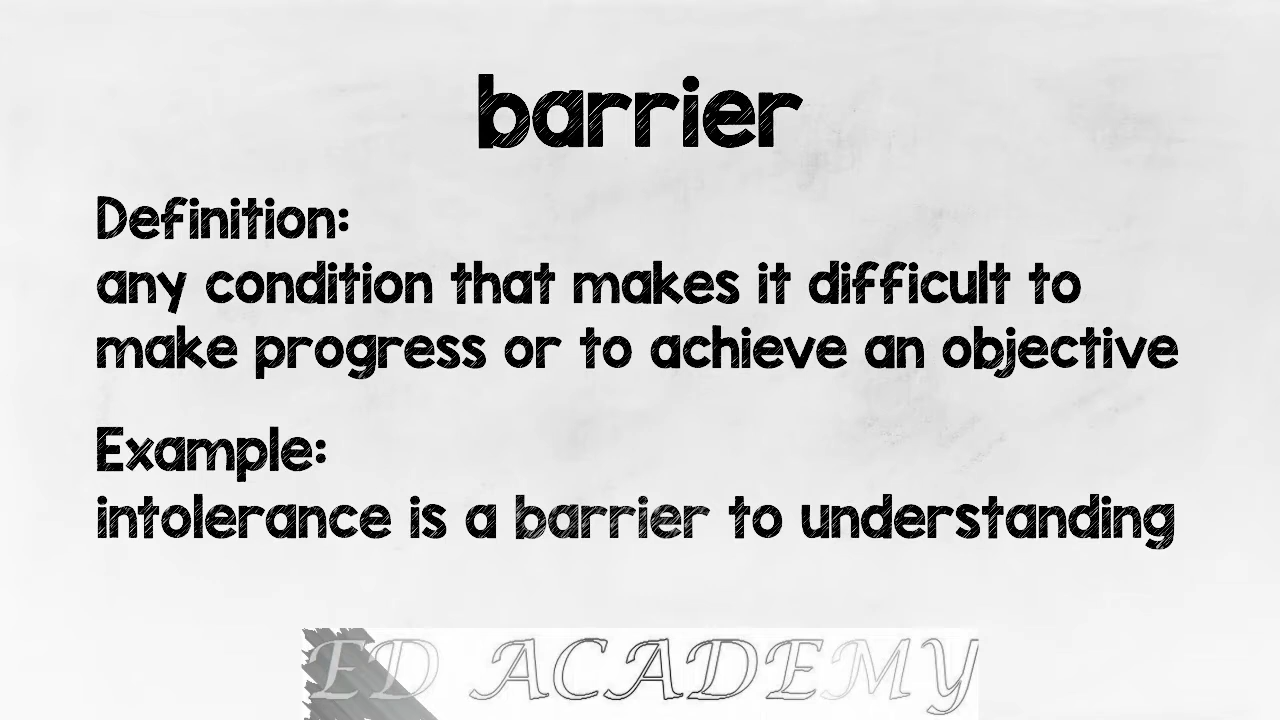 barrier
Definition:
any condition that makes it difficult to
make progress or to achieve an objective
Example:
intolerance is a barrier to understanding
ED ACADEMY